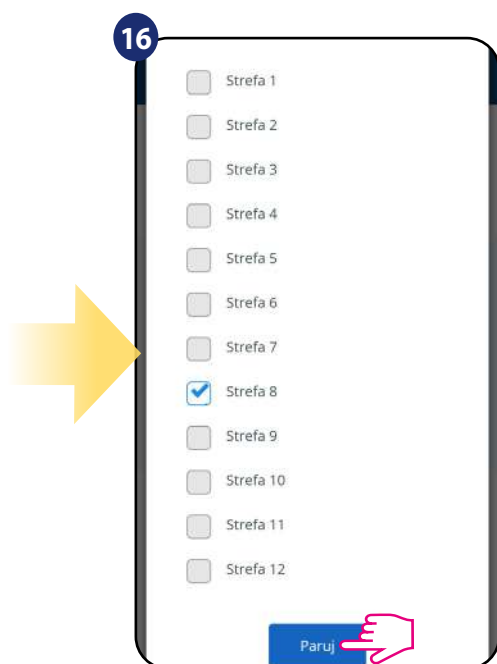 16
Strefa 1
Strefa 2
Strefa 3
Strefa 4
Strefa 5
Strefa 6
Strefa 7
Strefa 8
Strefa 9
Strefa 10
Strefa 11
Strefa 12
Paruj